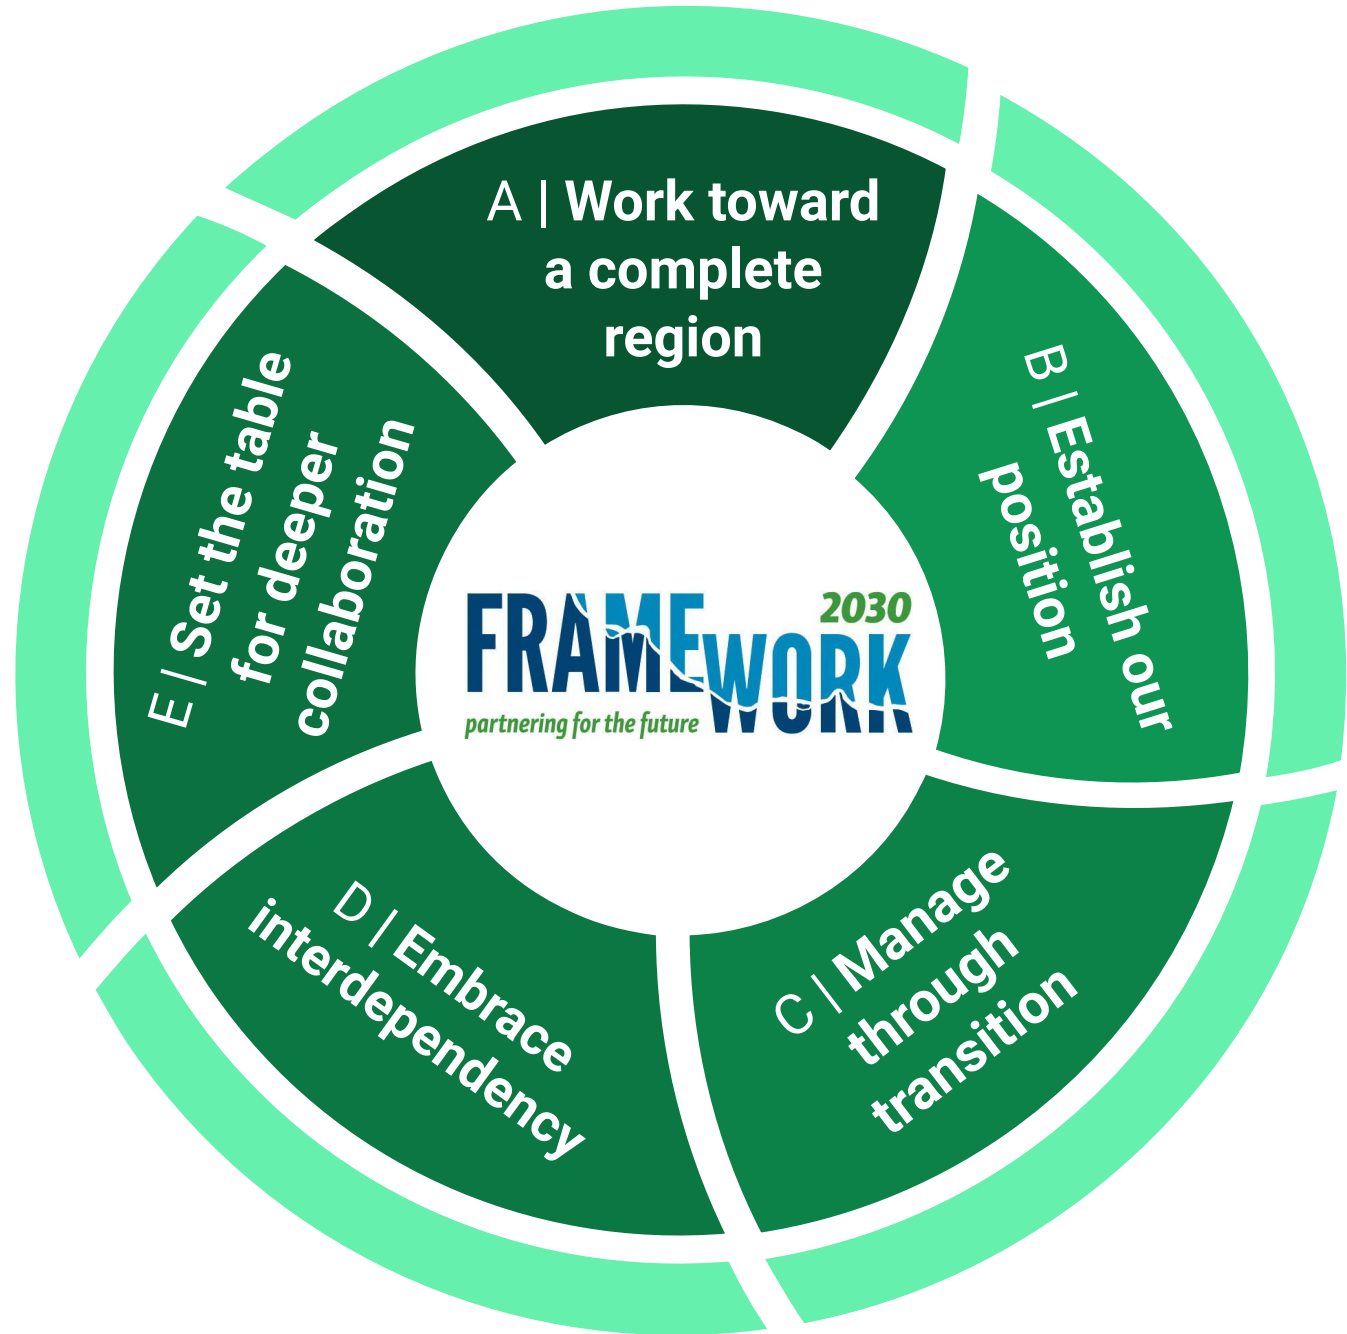 A | Work toward
a complete
region
B | Establish our
position
C | Manage
through
transition
D | Embrace
interdependency
E | Set the table
for deeper
collaboration
FRAMEWORK
2030
partnering for the future